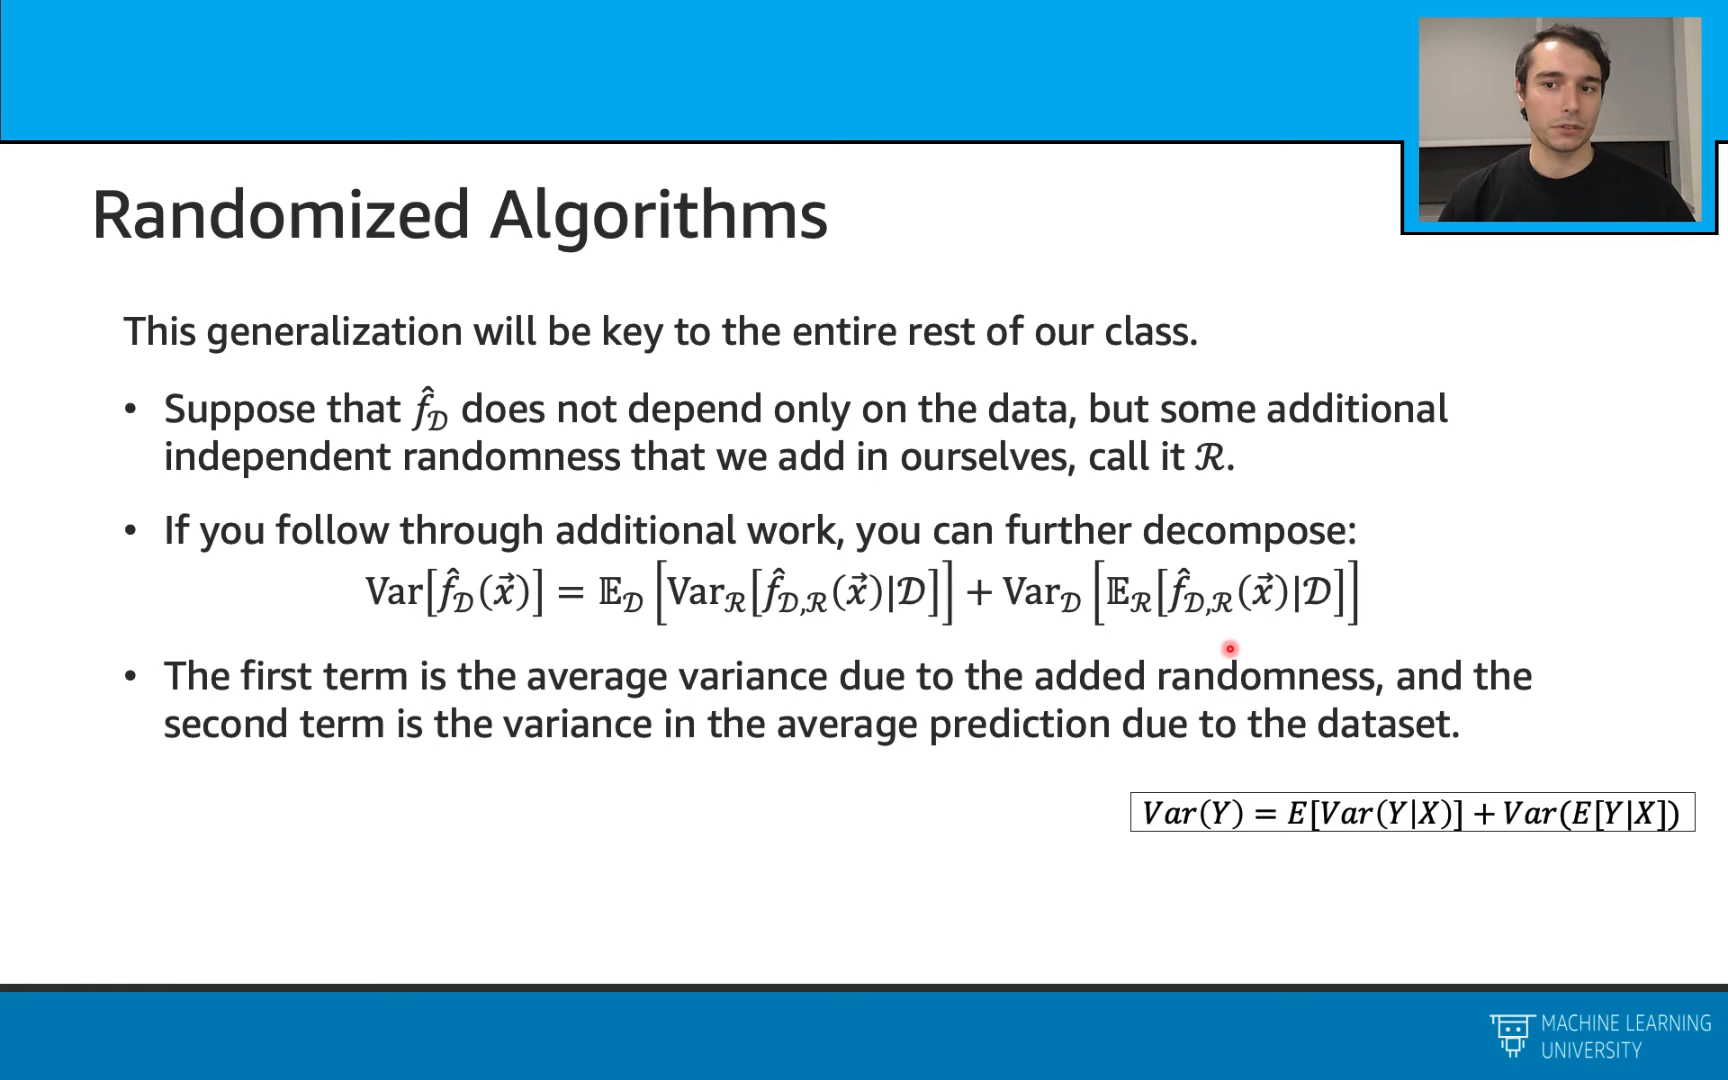 Randomized Algorithms
This generalization will be key to the entire rest of our class.
• Suppose that f̂_𝒟 does not depend only on the data, but some additional
independent randomness that we add in ourselves, call it ℛ.
• If you follow through additional work, you can further decompose:
Var[f̂_𝒟(x⃗)] = 𝔼_𝒟[Var_ℛ[f̂_𝒟,ℛ(x⃗)|𝒟]] + Var_𝒟[𝔼_ℛ[f̂_𝒟,ℛ(x⃗)|𝒟]]
• The first term is the average variance due to the added randomness, and the
second term is the variance in the average prediction due to the dataset.
Var(Y) = E[Var(Y|X)] + Var(E[Y|X])
MACHINE LEARNING
UNIVERSITY